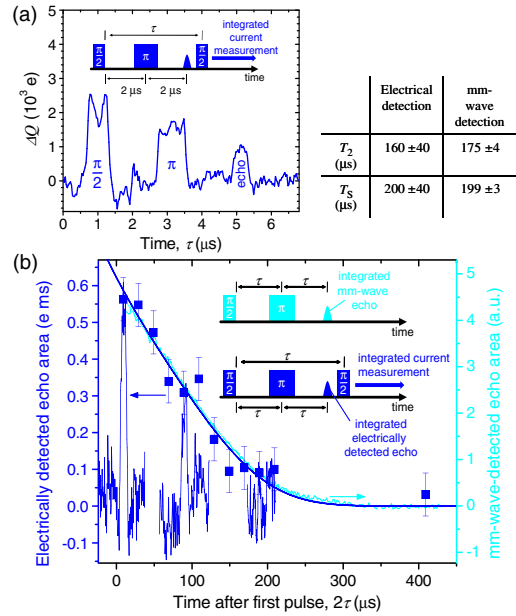 (a)
τ
π/2
π
π/2
integrated
current
measurement
time
2 μs
2 μs
ΔQ (10³ e)
4
3
2
1
0
π/2
π
echo
0 1 2 3 4 5 6
Time, τ (μs)
Electrical detection mm-wave detection
T₂ (μs) 160 ±40 175 ±4
T_S (μs) 200 ±40 199 ±3
(b)
Electrically detected echo area (e ms)
0.6
0.5
0.4
0.3
0.2
0.1
0.0
-0.1
τ τ
π/2
π
integrated
mm-wave
echo
time
τ
π/2
π
π/2
integrated current
measurement
time
τ τ
integrated
electrically
detected echo
5
4
3
2
1
0
-1
mm-wave-detected echo area (a.u.)
0 100 200 300 400
Time after first pulse, 2τ (μs)